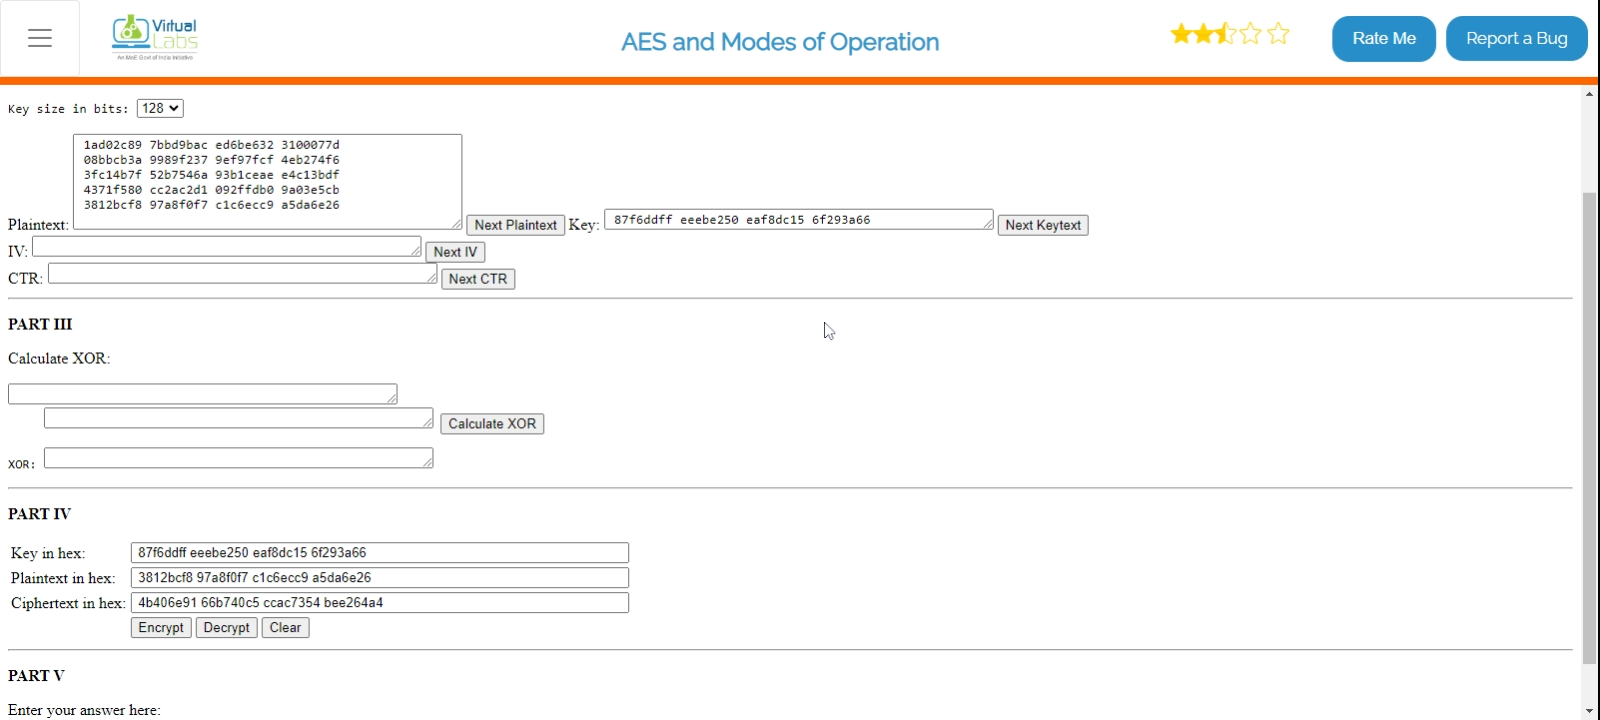 Virtual
Labs
An MoE Govt of India Initiative
AES and Modes of Operation
Rate Me
Report a Bug
Key size in bits: 128
1ad02c89 7bbd9bac ed6be632 3100077d
08bbcb3a 9989f237 9ef97fcf 4eb274f6
3fc14b7f 52b7546a 93b1ceae e4c13bdf
4371f580 cc2ac2d1 092ffdb0 9a03e5cb
3812bcf8 97a8f0f7 c1c6ecc9 a5da6e26
Plaintext: Next Plaintext Key: 87f6ddff eeebe250 eaf8dc15 6f293a66 Next Keytext
IV: Next IV
CTR: Next CTR
PART III
Calculate XOR:
Calculate XOR
XOR:
PART IV
Key in hex: 87f6ddff eeebe250 eaf8dc15 6f293a66
Plaintext in hex: 3812bcf8 97a8f0f7 c1c6ecc9 a5da6e26
Ciphertext in hex: 4b406e91 66b740c5 ccac7354 bee264a4
Encrypt Decrypt Clear
PART V
Enter your answer here: